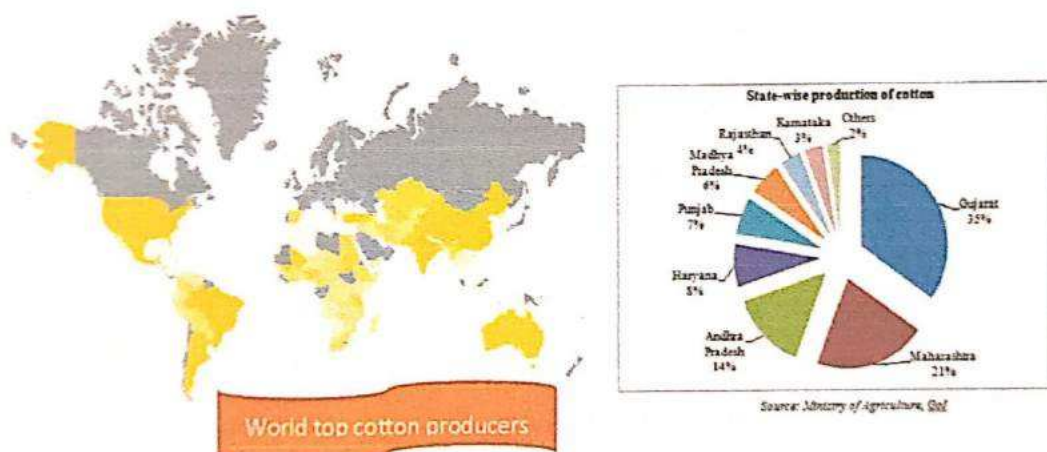 World top cotton producers
State-wise production of cotton
Others
2%
Karnataka
3%
Rajasthan
4%
Madhya
Pradesh
6%
Punjab
7%
Haryana
8%
Andhra
Pradesh
14%
Maharashtra
21%
Gujarat
35%
Source: Ministry of Agriculture, GoI